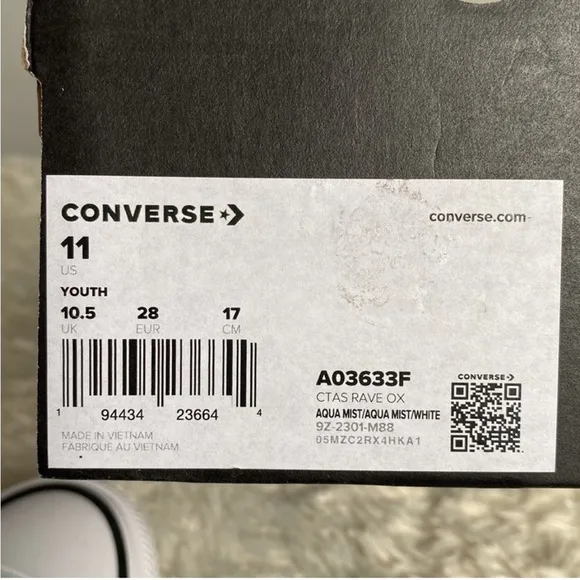 CONVERSE
converse.com
11
US
YOUTH
10.5 28 17
UK EUR CM
1 94434 23664 4
MADE IN VIETNAM
FABRIQUE AU VIETNAM
A03633F
CTAS RAVE OX
AQUA MIST/AQUA MIST/WHITE
9Z-2301-M88
05MZC2RX4HKA1
CONVERSE